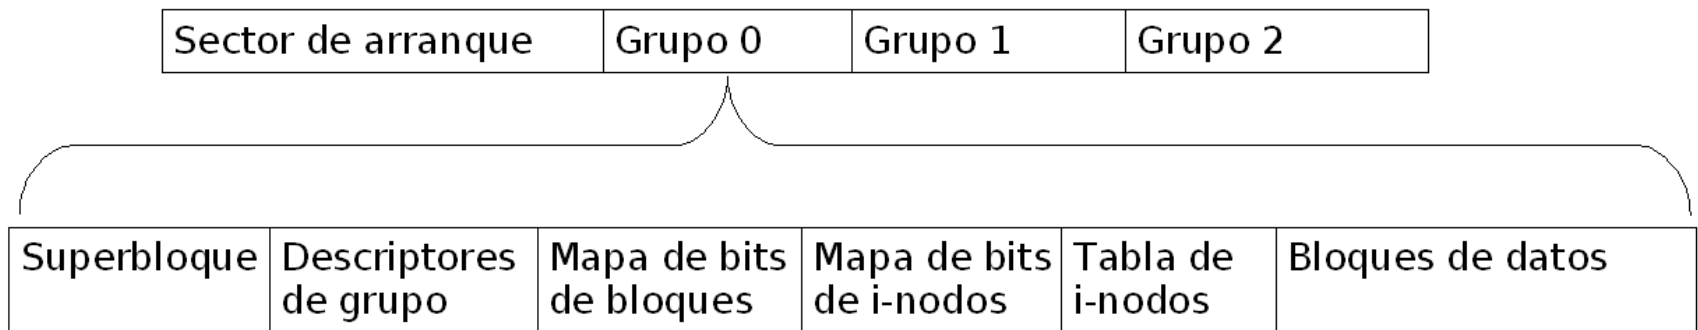 Sector de arranque
Grupo 0
Grupo 1
Grupo 2
Superbloque
Descriptores
de grupo
Mapa de bits
de bloques
Mapa de bits
de i-nodos
Tabla de
i-nodos
Bloques de datos